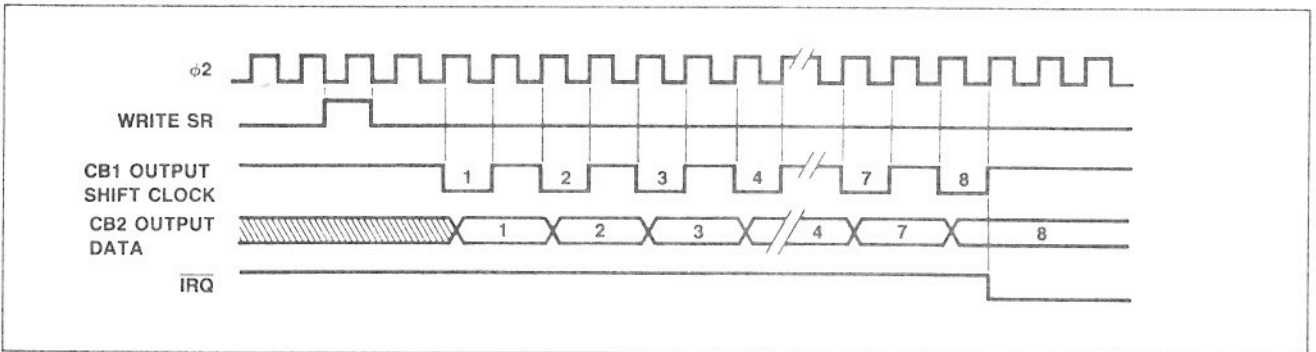 ϕ2
WRITE SR
CB1 OUTPUT
SHIFT CLOCK
1 2 3 4 7 8
CB2 OUTPUT
DATA
1 2 3 4 7 8
IRQ